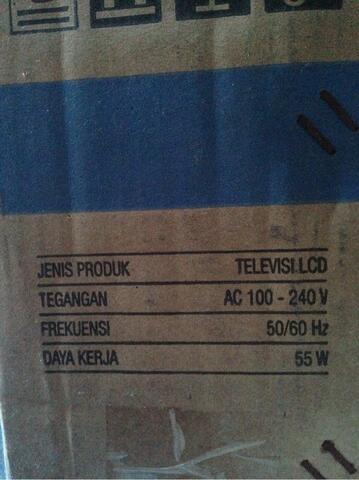 JENIS PRODUK TELEVISI LCD
TEGANGAN AC 100 - 240 V
FREKUENSI 50/60 Hz
DAYA KERJA 55 W